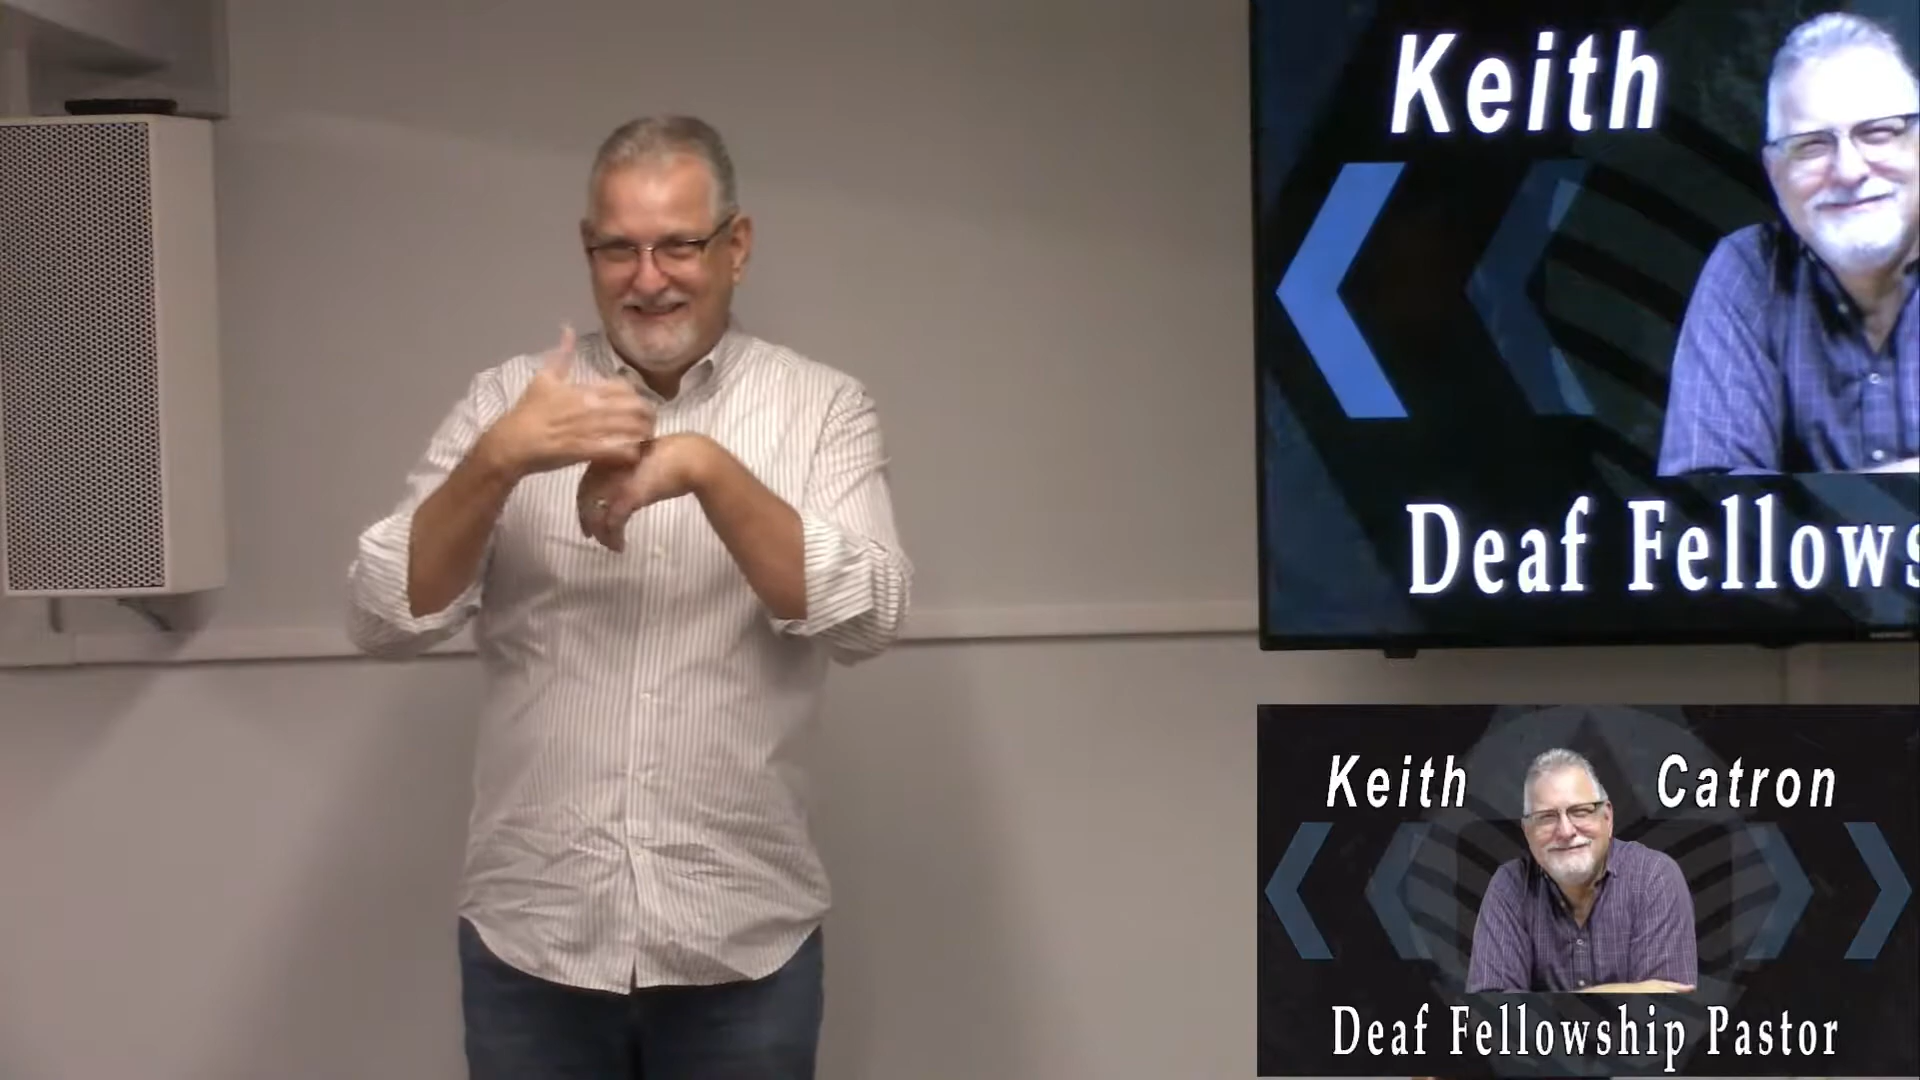 Keith
Deaf Fellows
Keith Catron
Deaf Fellowship Pastor